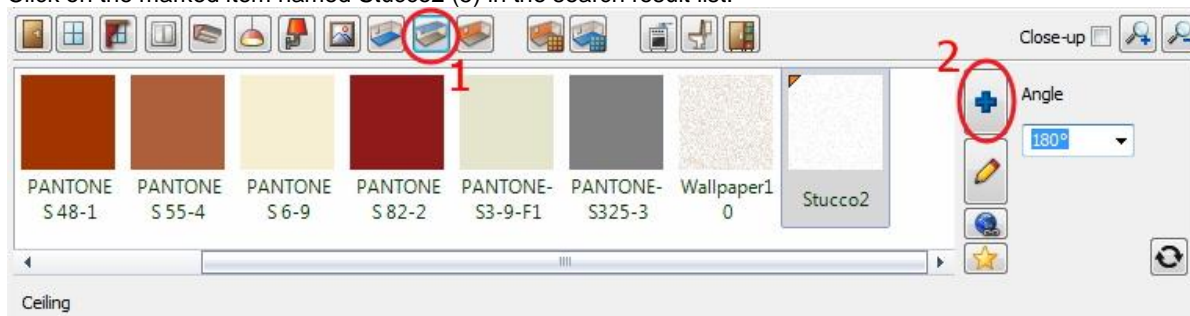 Click on the marked item named Stucco2 (3) in the search result list.
Close-up
1
2
Angle
180°
PANTONE S 48-1
PANTONE S 55-4
PANTONE S 6-9
PANTONE S 82-2
PANTONE-S3-9-F1
PANTONE-S325-3
Wallpaper10
Stucco2
Ceiling